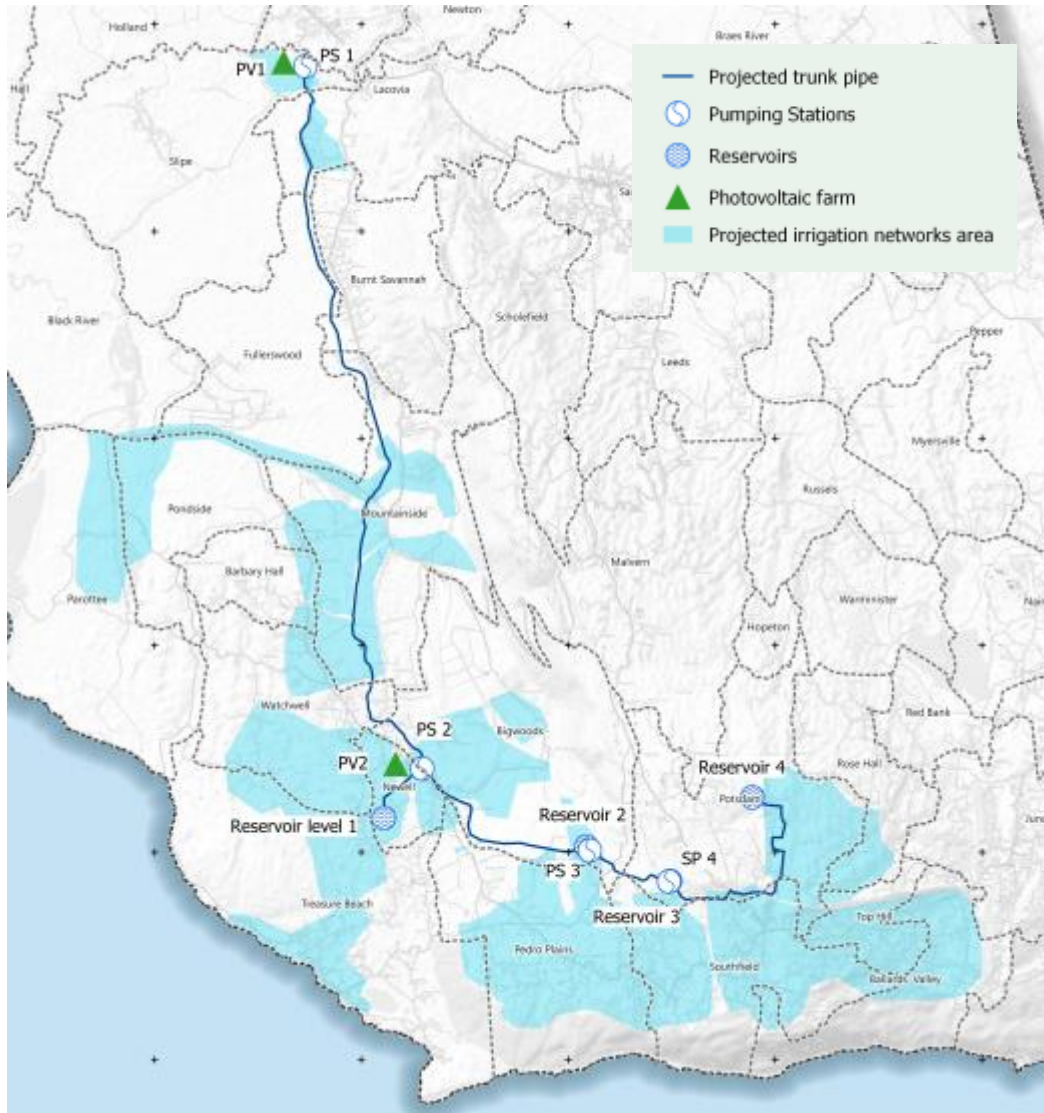 Newton
Holland
Braes River
PS 1
PV1
Lacovia
Projected trunk pipe
Pumping Stations
Reservoirs
Photovoltaic farm
Projected irrigation networks area
Slipe
Burnt Savannah
Black River
Scholefield
Pepper
Fullerswood
Leeds
Myersville
Russels
Pondside
Mountainside
Barbary Hall
Malvern
Parottee
Warminister
Hopeton
Watchwell
Red Bank
PS 2
Bigwoods
PV2
Reservoir 4
Rose Hall
Newell
Potsdam
Reservoir level 1
Reservoir 2
PS 3
SP 4
Treasure Beach
Reservoir 3
Top Hill
Pedro Plains
Southfield
Ballards Valley